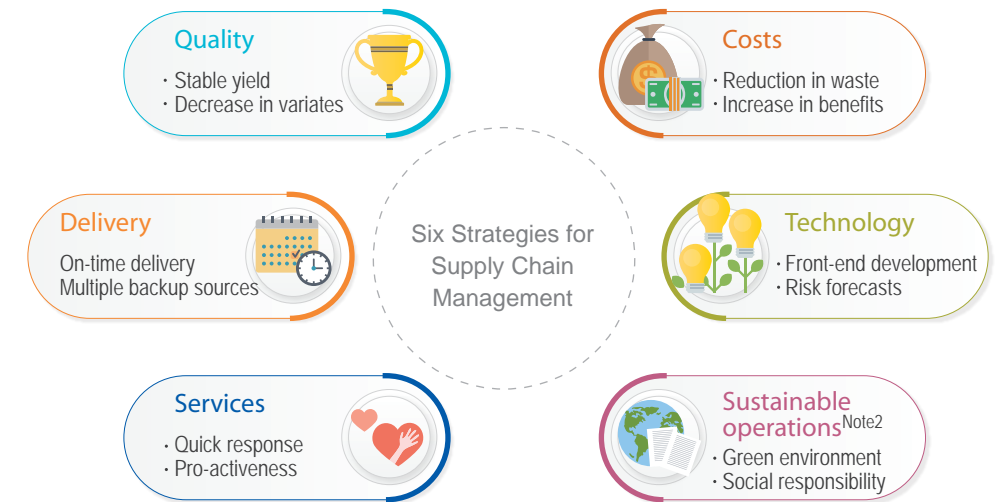 Quality
· Stable yield
· Decrease in variates
Costs
· Reduction in waste
· Increase in benefits
Delivery
On-time delivery
Multiple backup sources
Six Strategies for
Supply Chain
Management
Technology
· Front-end development
· Risk forecasts
Services
· Quick response
· Pro-activeness
Sustainable
operationsNote2
· Green environment
· Social responsibility